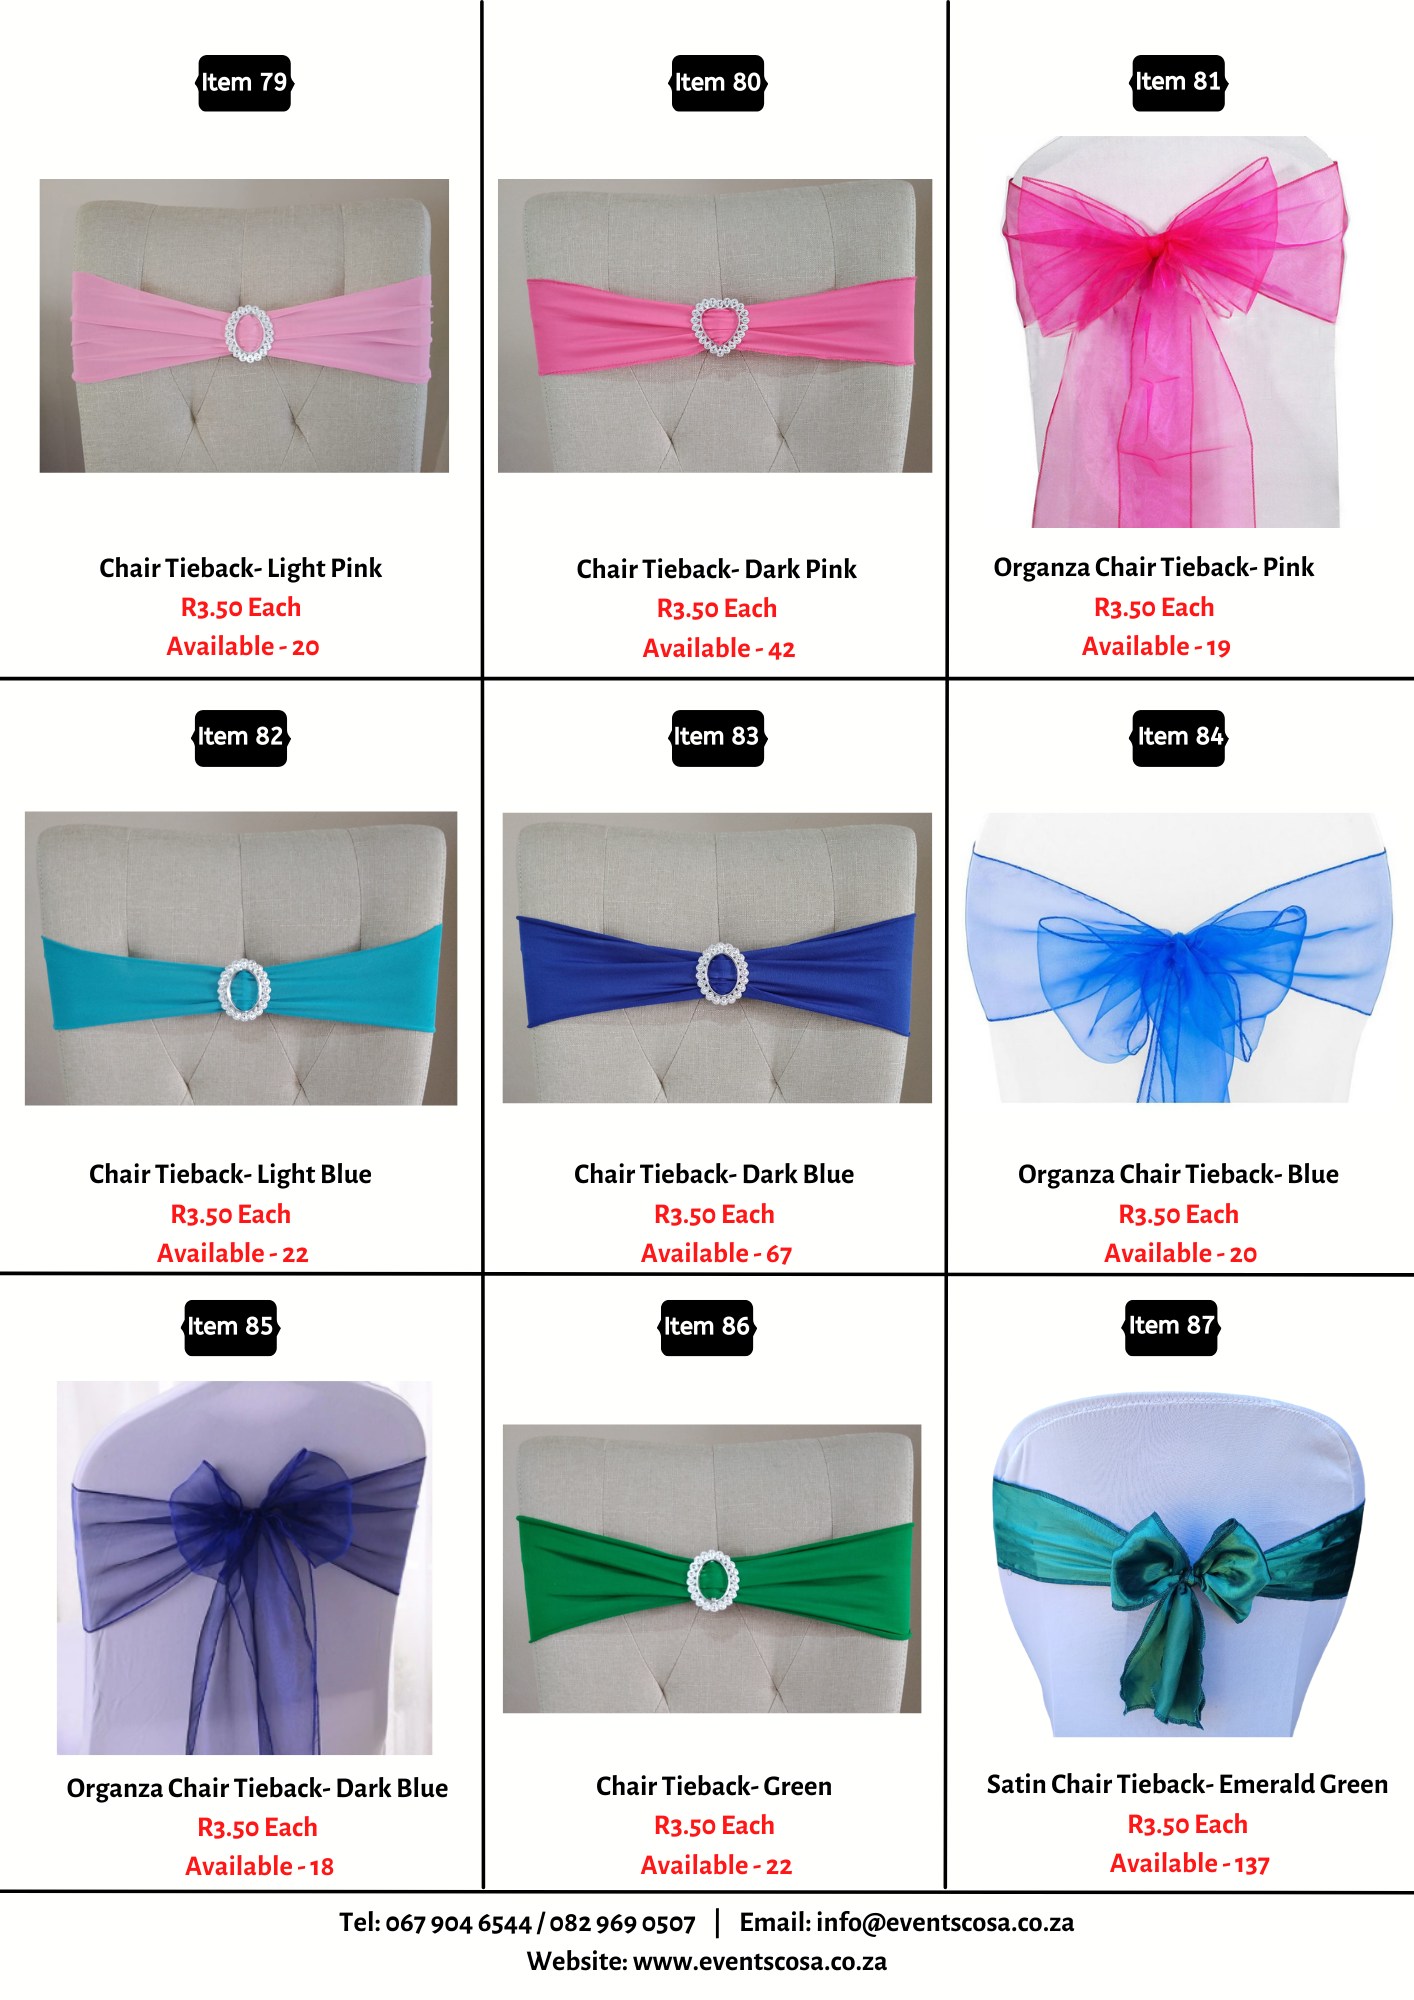 Item 79
Chair Tieback- Light Pink
R3.50 Each
Available - 20
Item 80
Chair Tieback- Dark Pink
R3.50 Each
Available - 42
Item 81
Organza Chair Tieback- Pink
R3.50 Each
Available - 19
Item 82
Chair Tieback- Light Blue
R3.50 Each
Available - 22
Item 83
Chair Tieback- Dark Blue
R3.50 Each
Available - 67
Item 84
Organza Chair Tieback- Blue
R3.50 Each
Available - 20
Item 85
Organza Chair Tieback- Dark Blue
R3.50 Each
Available - 18
Item 86
Chair Tieback- Green
R3.50 Each
Available - 22
Item 87
Satin Chair Tieback- Emerald Green
R3.50 Each
Available - 137
Tel: 067 904 6544 / 082 969 0507 | Email: info@eventscosa.co.za
Website: www.eventscosa.co.za